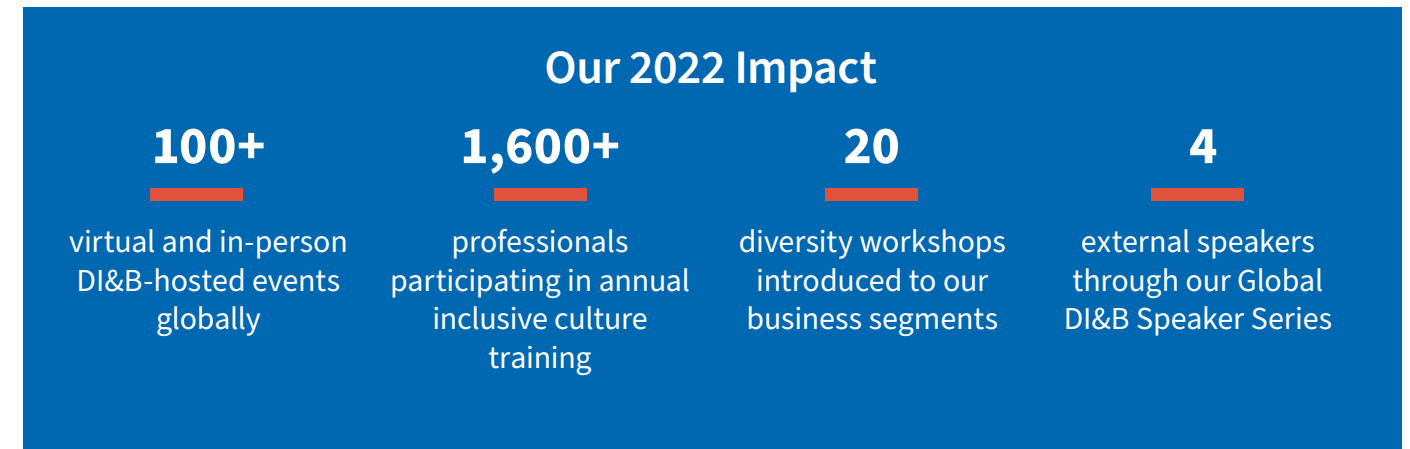 Our 2022 Impact
100+
virtual and in-person
DI&B-hosted events
globally
1,600+
professionals
participating in annual
inclusive culture
training
20
diversity workshops
introduced to our
business segments
4
external speakers
through our Global
DI&B Speaker Series